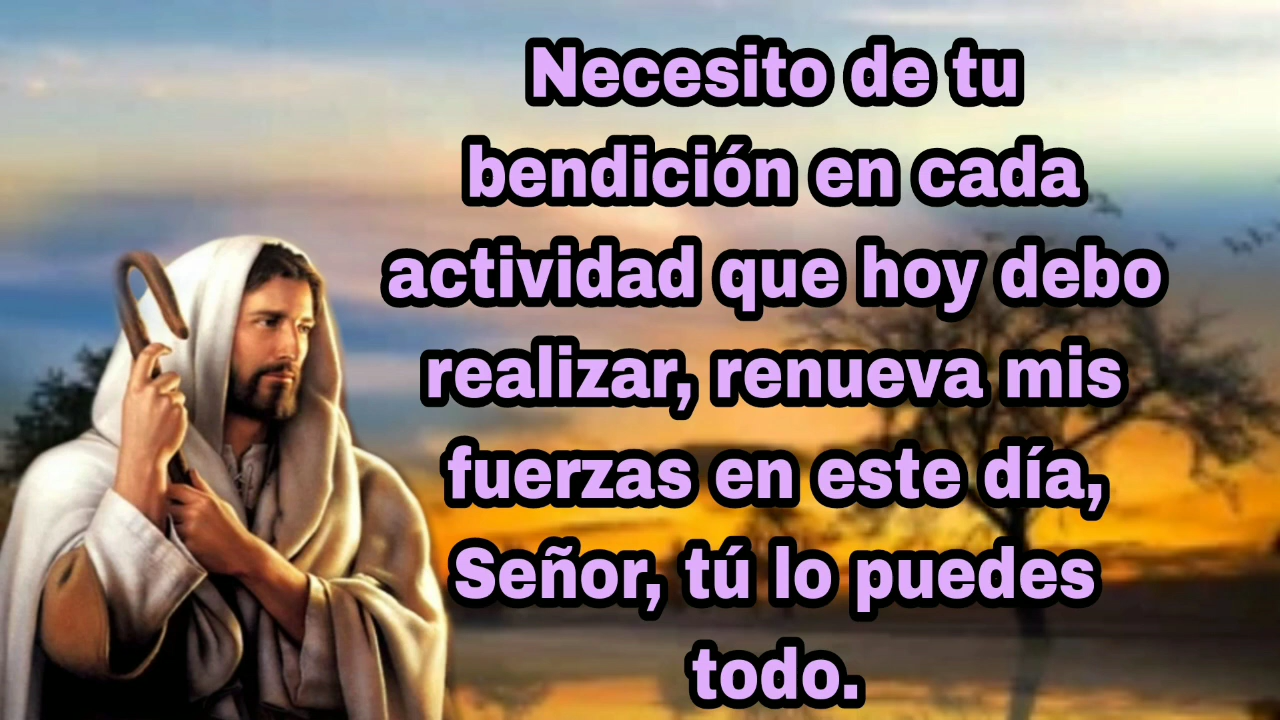 Necesito de tu
bendición en cada
actividad que hoy debo
realizar, renueva mis
fuerzas en este día,
Señor, tú lo puedes
todo.